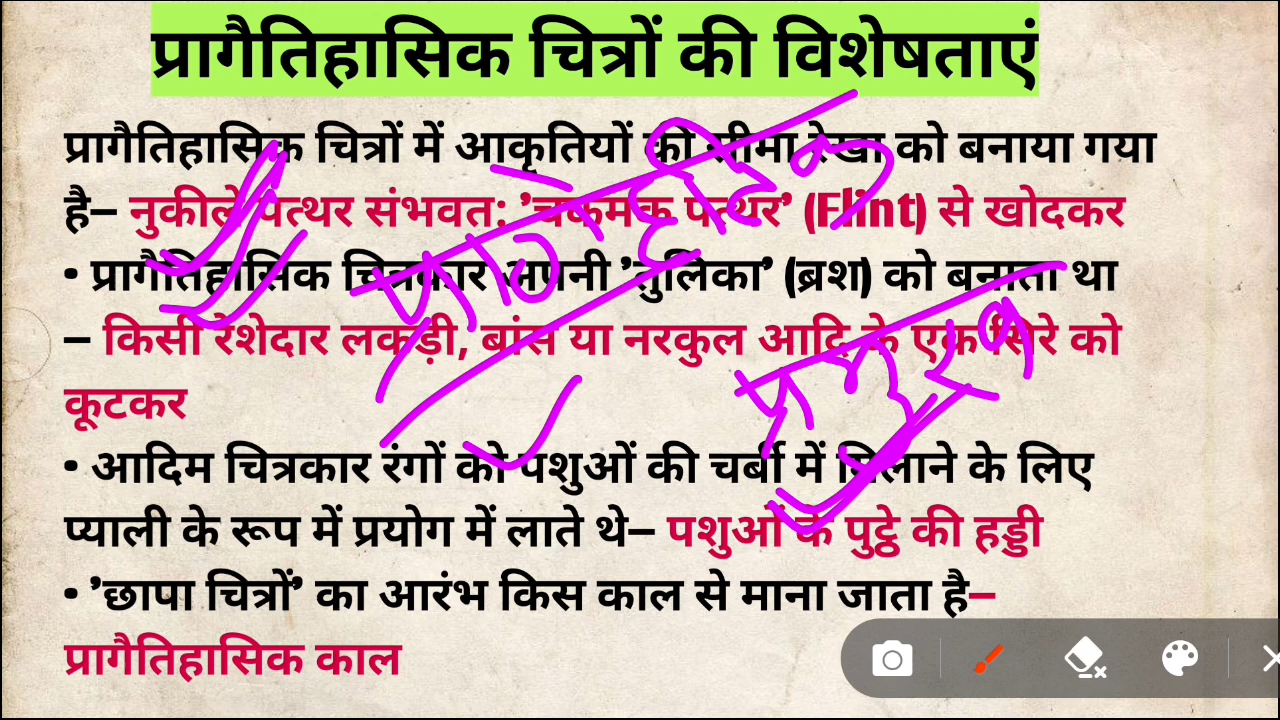 प्रागैतिहासिक चित्रों की विशेषताएं
प्रागैतिहासिक चित्रों में आकृतियों की सीमा रेखा को बनाया गया
है– नुकीले पत्थर संभवत: ’चकमक पत्थर’ (Flint) से खोदकर
• प्रागैतिहासिक चित्रकार अपनी ’तुलिका’ (ब्रश) को बनाता था
– किसी रेशेदार लकड़ी, बांस या नरकुल आदि के एक सिरे को
कूटकर
• आदिम चित्रकार रंगों को पशुओं की चर्बी में मिलाने के लिए
प्याली के रूप में प्रयोग में लाते थे– पशुओं के पुट्ठे की हड्डी
• ’छापा चित्रों’ का आरंभ किस काल से माना जाता है–
प्रागैतिहासिक काल